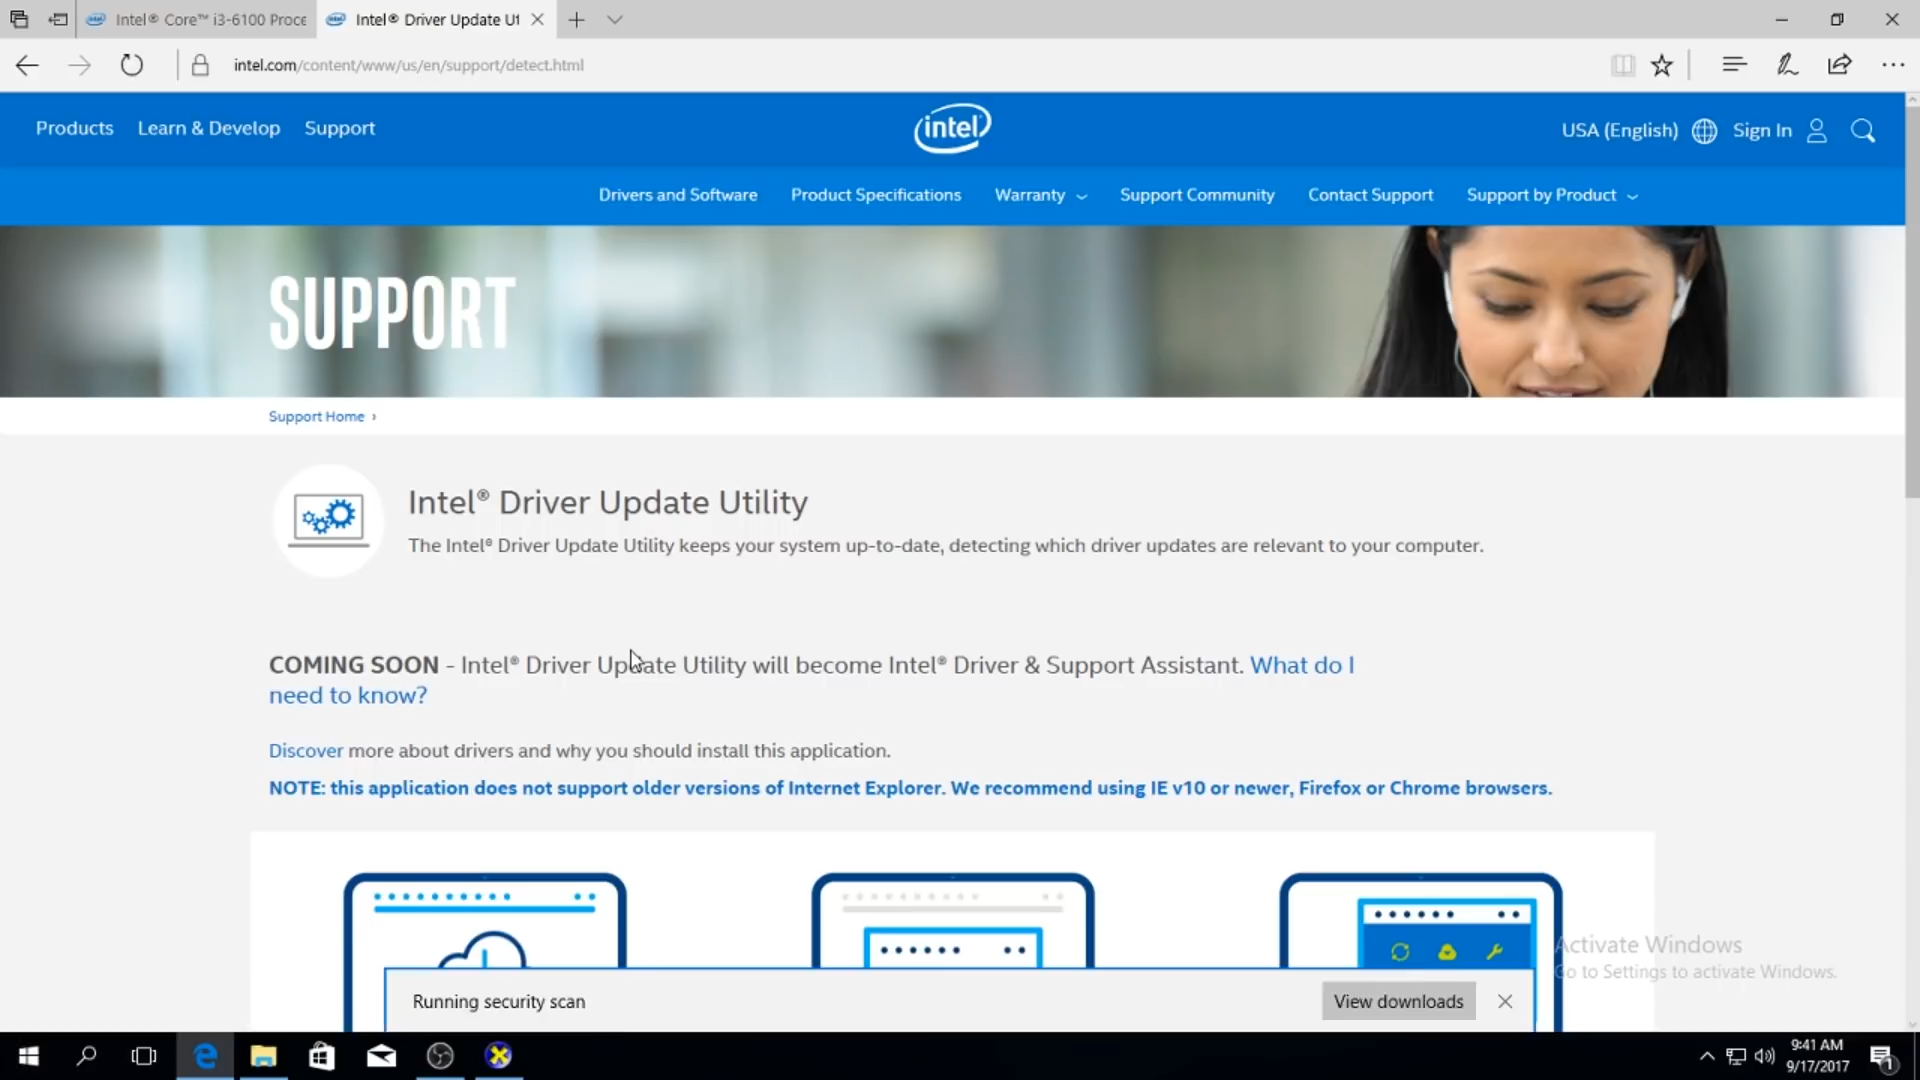 Intel® Core™ i3-6100 Proce
Intel® Driver Update Ut
intel.com/content/www/us/en/support/detect.html
Products Learn & Develop Support
intel
USA (English) Sign In
Drivers and Software Product Specifications Warranty Support Community Contact Support Support by Product
SUPPORT
Support Home ›
Intel® Driver Update Utility
The Intel® Driver Update Utility keeps your system up-to-date, detecting which driver updates are relevant to your computer.
COMING SOON - Intel® Driver Update Utility will become Intel® Driver & Support Assistant. What do I
need to know?
Discover more about drivers and why you should install this application.
NOTE: this application does not support older versions of Internet Explorer. We recommend using IE v10 or newer, Firefox or Chrome browsers.
Activate Windows
Go to Settings to activate Windows.
Running security scan View downloads
9:41 AM
9/17/2017
1